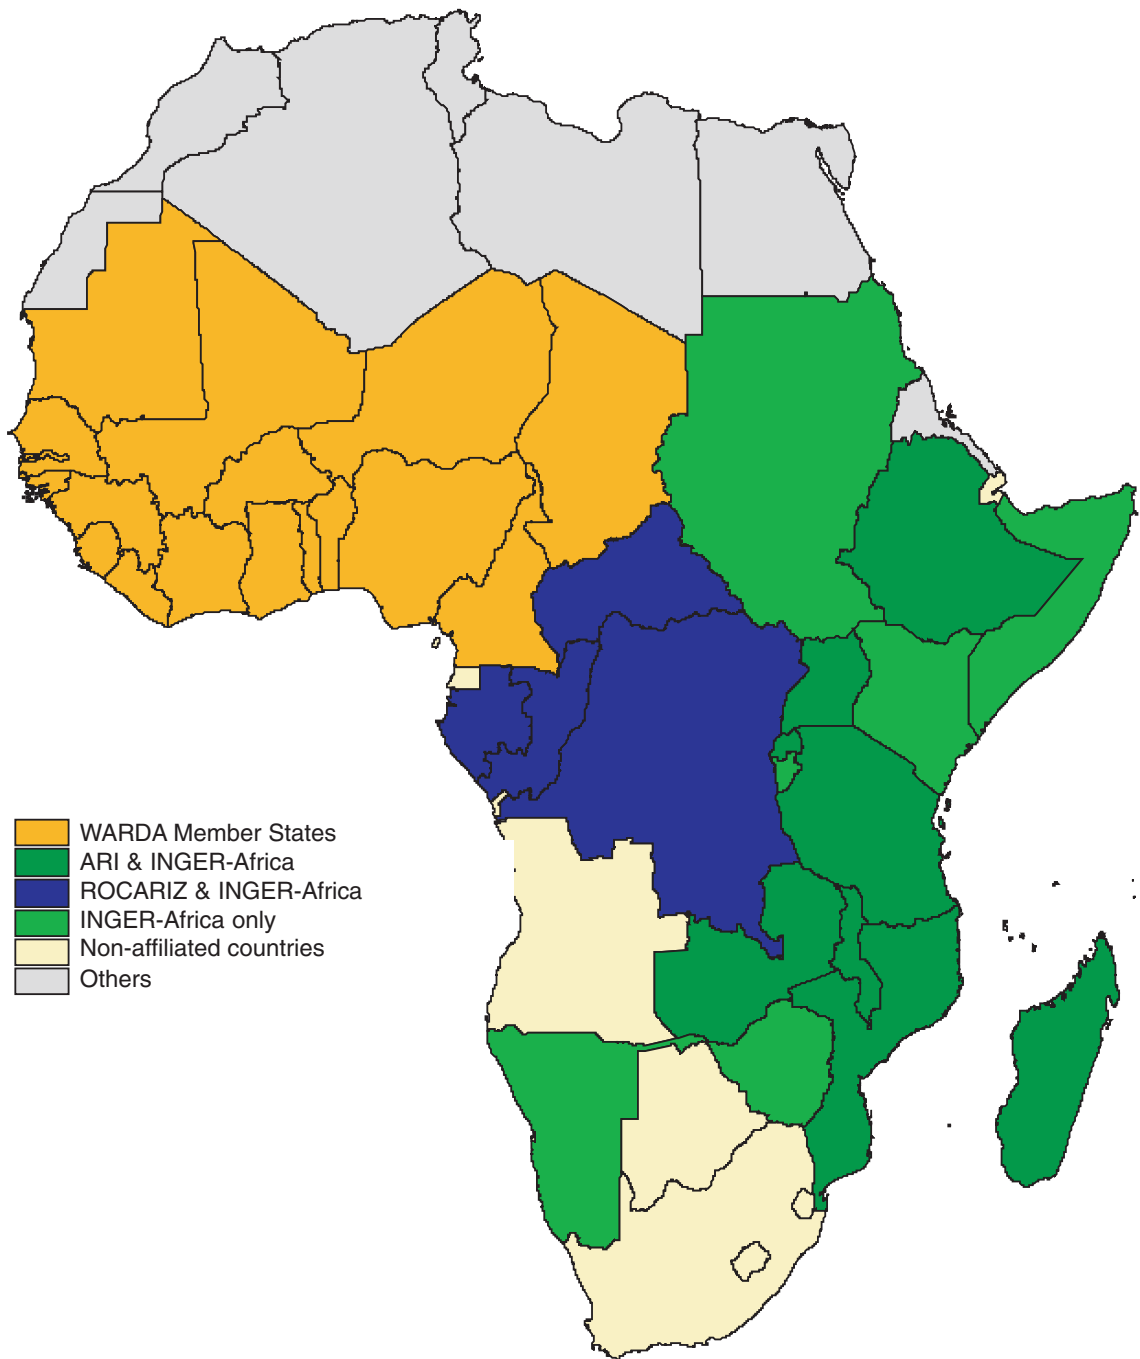 WARDA Member States
ARI & INGER-Africa
ROCARIZ & INGER-Africa
INGER-Africa only
Non-affiliated countries
Others